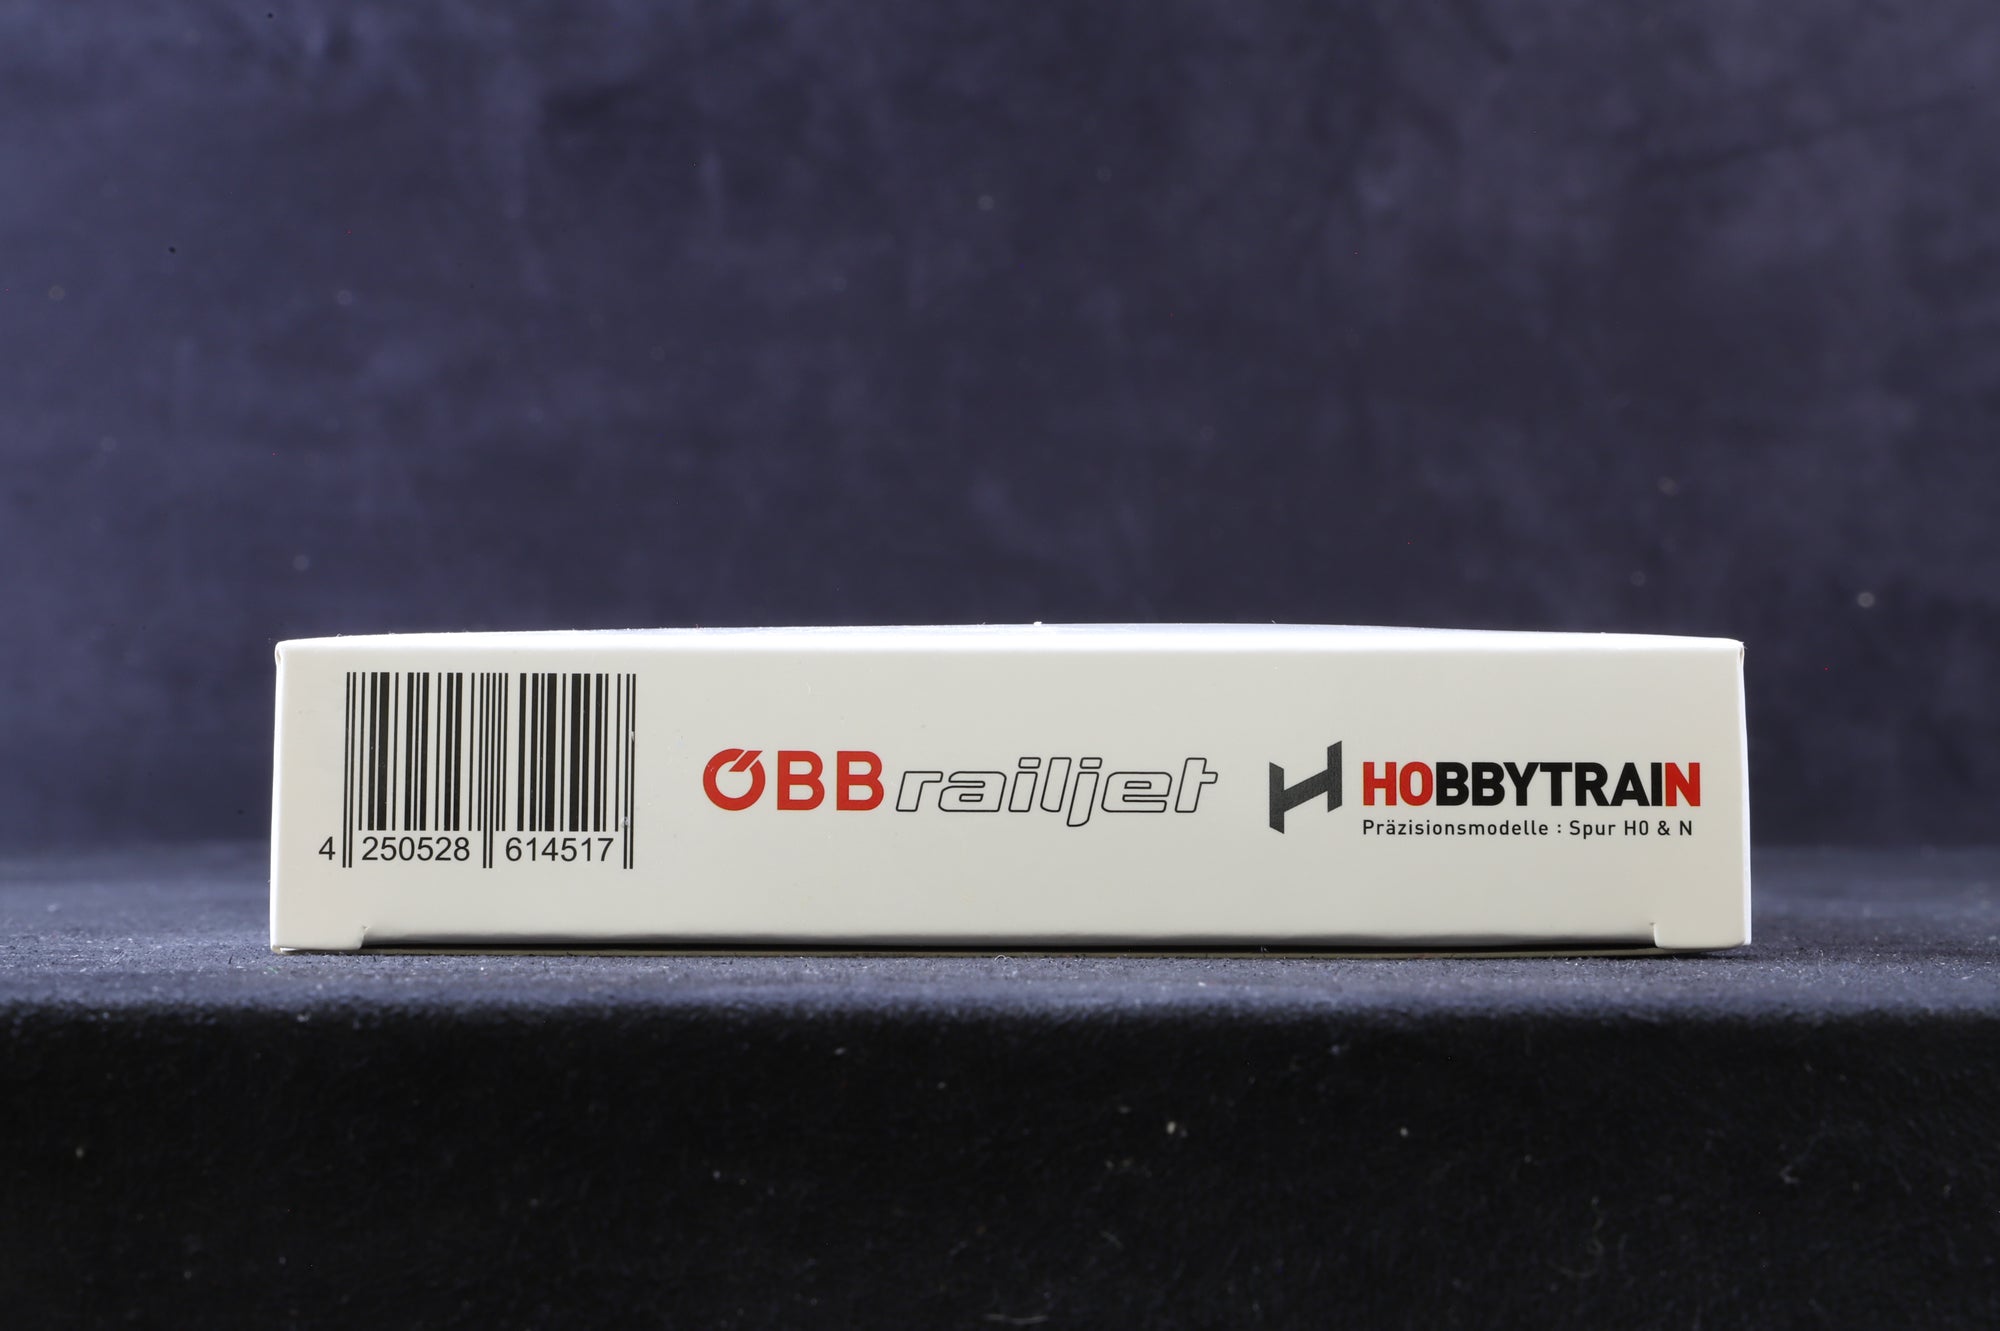 4 250528 614517
ÖBB railjet
HOBBYTRAIN
Präzisionsmodelle : Spur H0 & N